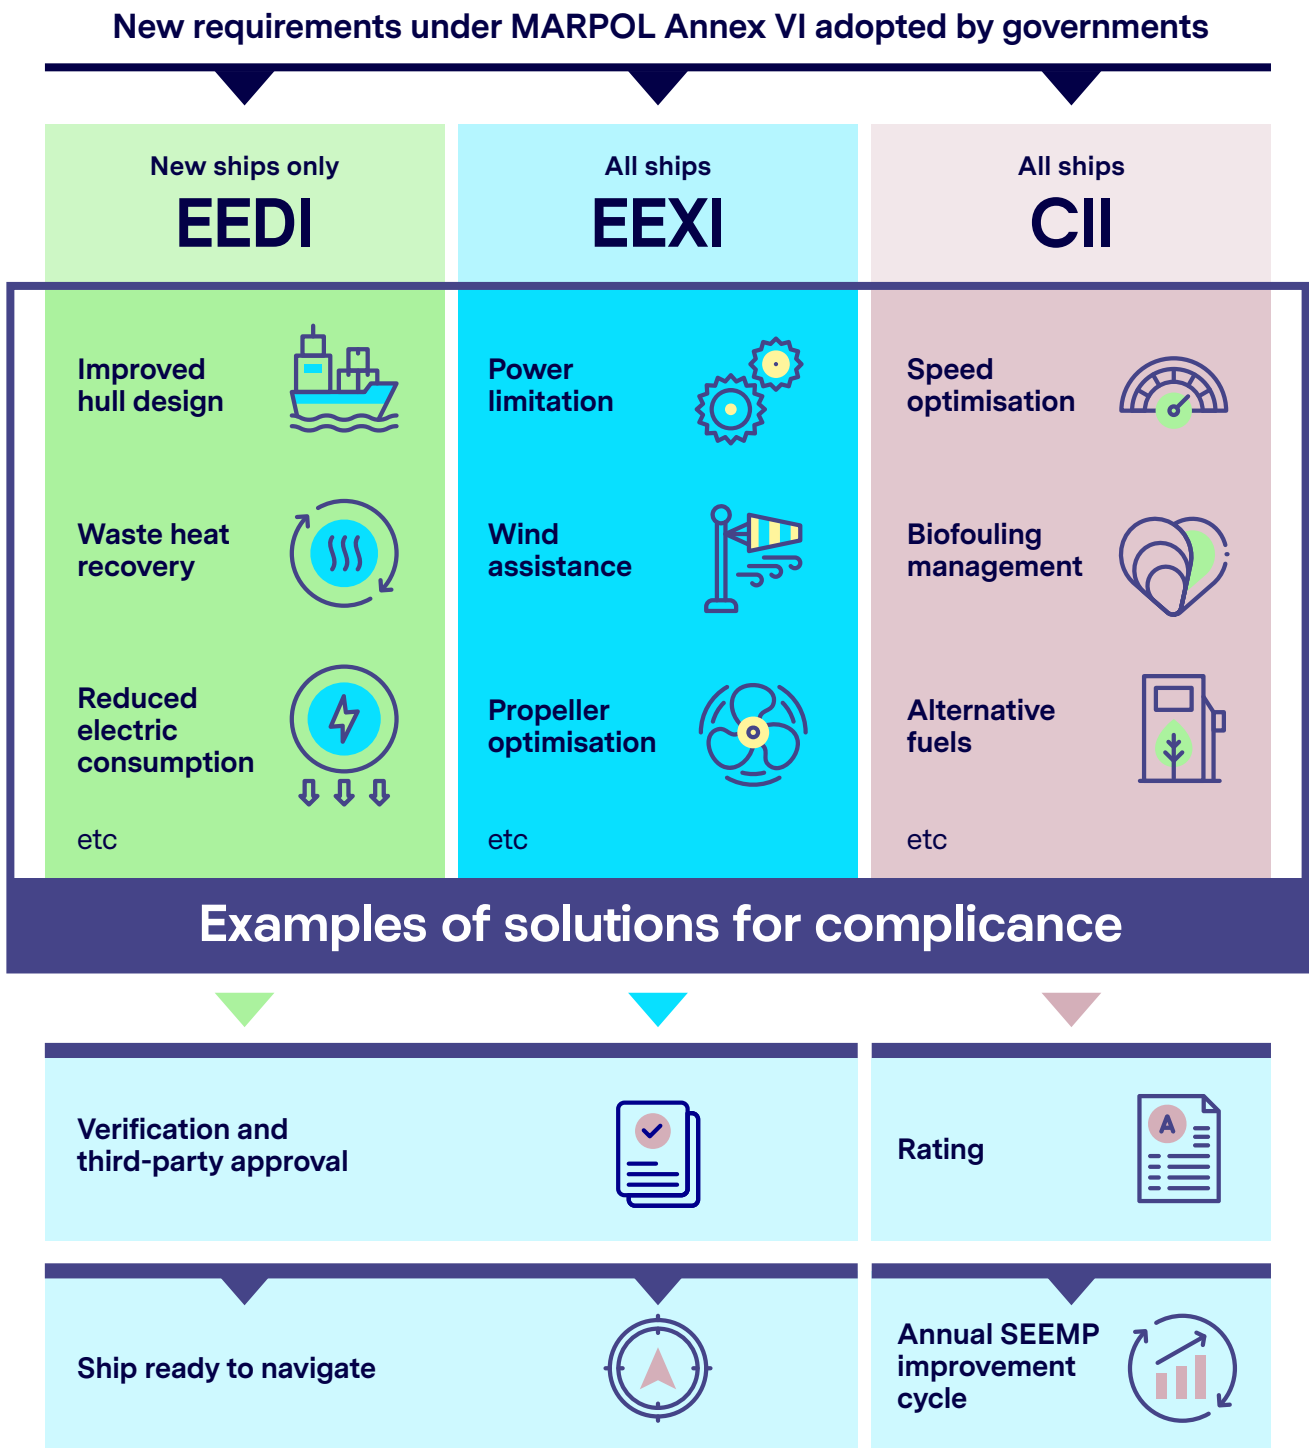 New requirements under MARPOL Annex VI adopted by governments
New ships only
EEDI
Improved
hull design
Waste heat
recovery
Reduced
electric
consumption
etc
All ships
EEXI
Power
limitation
Wind
assistance
Propeller
optimisation
etc
All ships
CII
Speed
optimisation
Biofouling
management
Alternative
fuels
etc
Examples of solutions for complicance
Verification and
third-party approval
Rating
A
Ship ready to navigate
Annual SEEMP
improvement
cycle